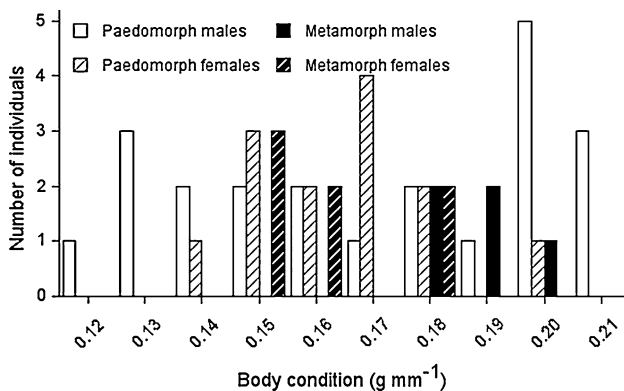 5
4
3
2
1
0
Number of individuals
Paedomorph males
Metamorph males
Paedomorph females
Metamorph females
0.12 0.13 0.14 0.15 0.16 0.17 0.18 0.19 0.20 0.21
Body condition (g mm⁻¹)